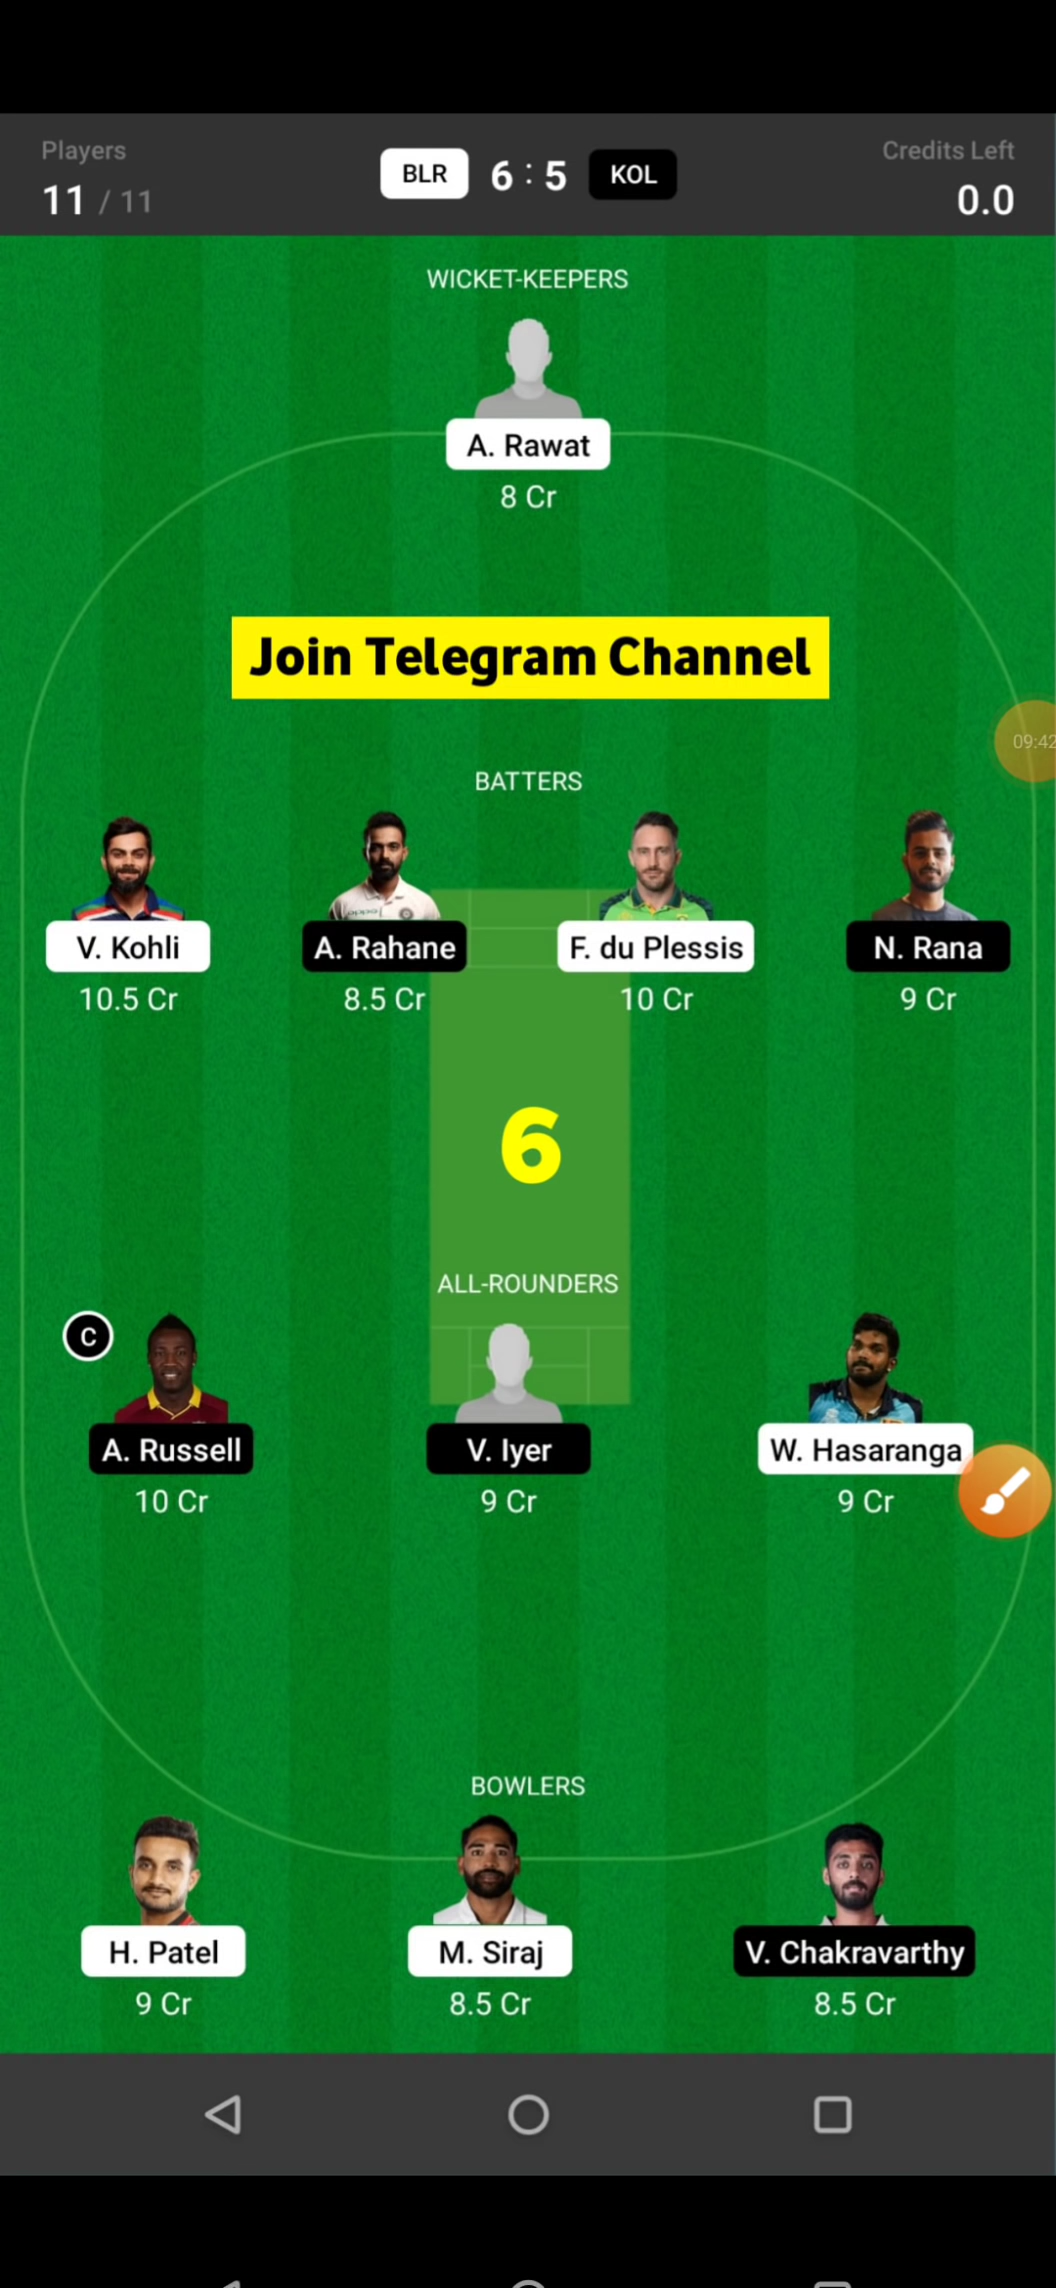 Players
BLR 6 : 5 KOL
Credits Left
11 / 11
0.0
WICKET-KEEPERS
A. Rawat
8 Cr
Join Telegram Channel
09:42
BATTERS
V. Kohli
A. Rahane
F. du Plessis
N. Rana
10.5 Cr
8.5 Cr
10 Cr
9 Cr
6
ALL-ROUNDERS
C
A. Russell
V. Iyer
W. Hasaranga
10 Cr
9 Cr
9 Cr
BOWLERS
H. Patel
M. Siraj
V. Chakravarthy
9 Cr
8.5 Cr
8.5 Cr